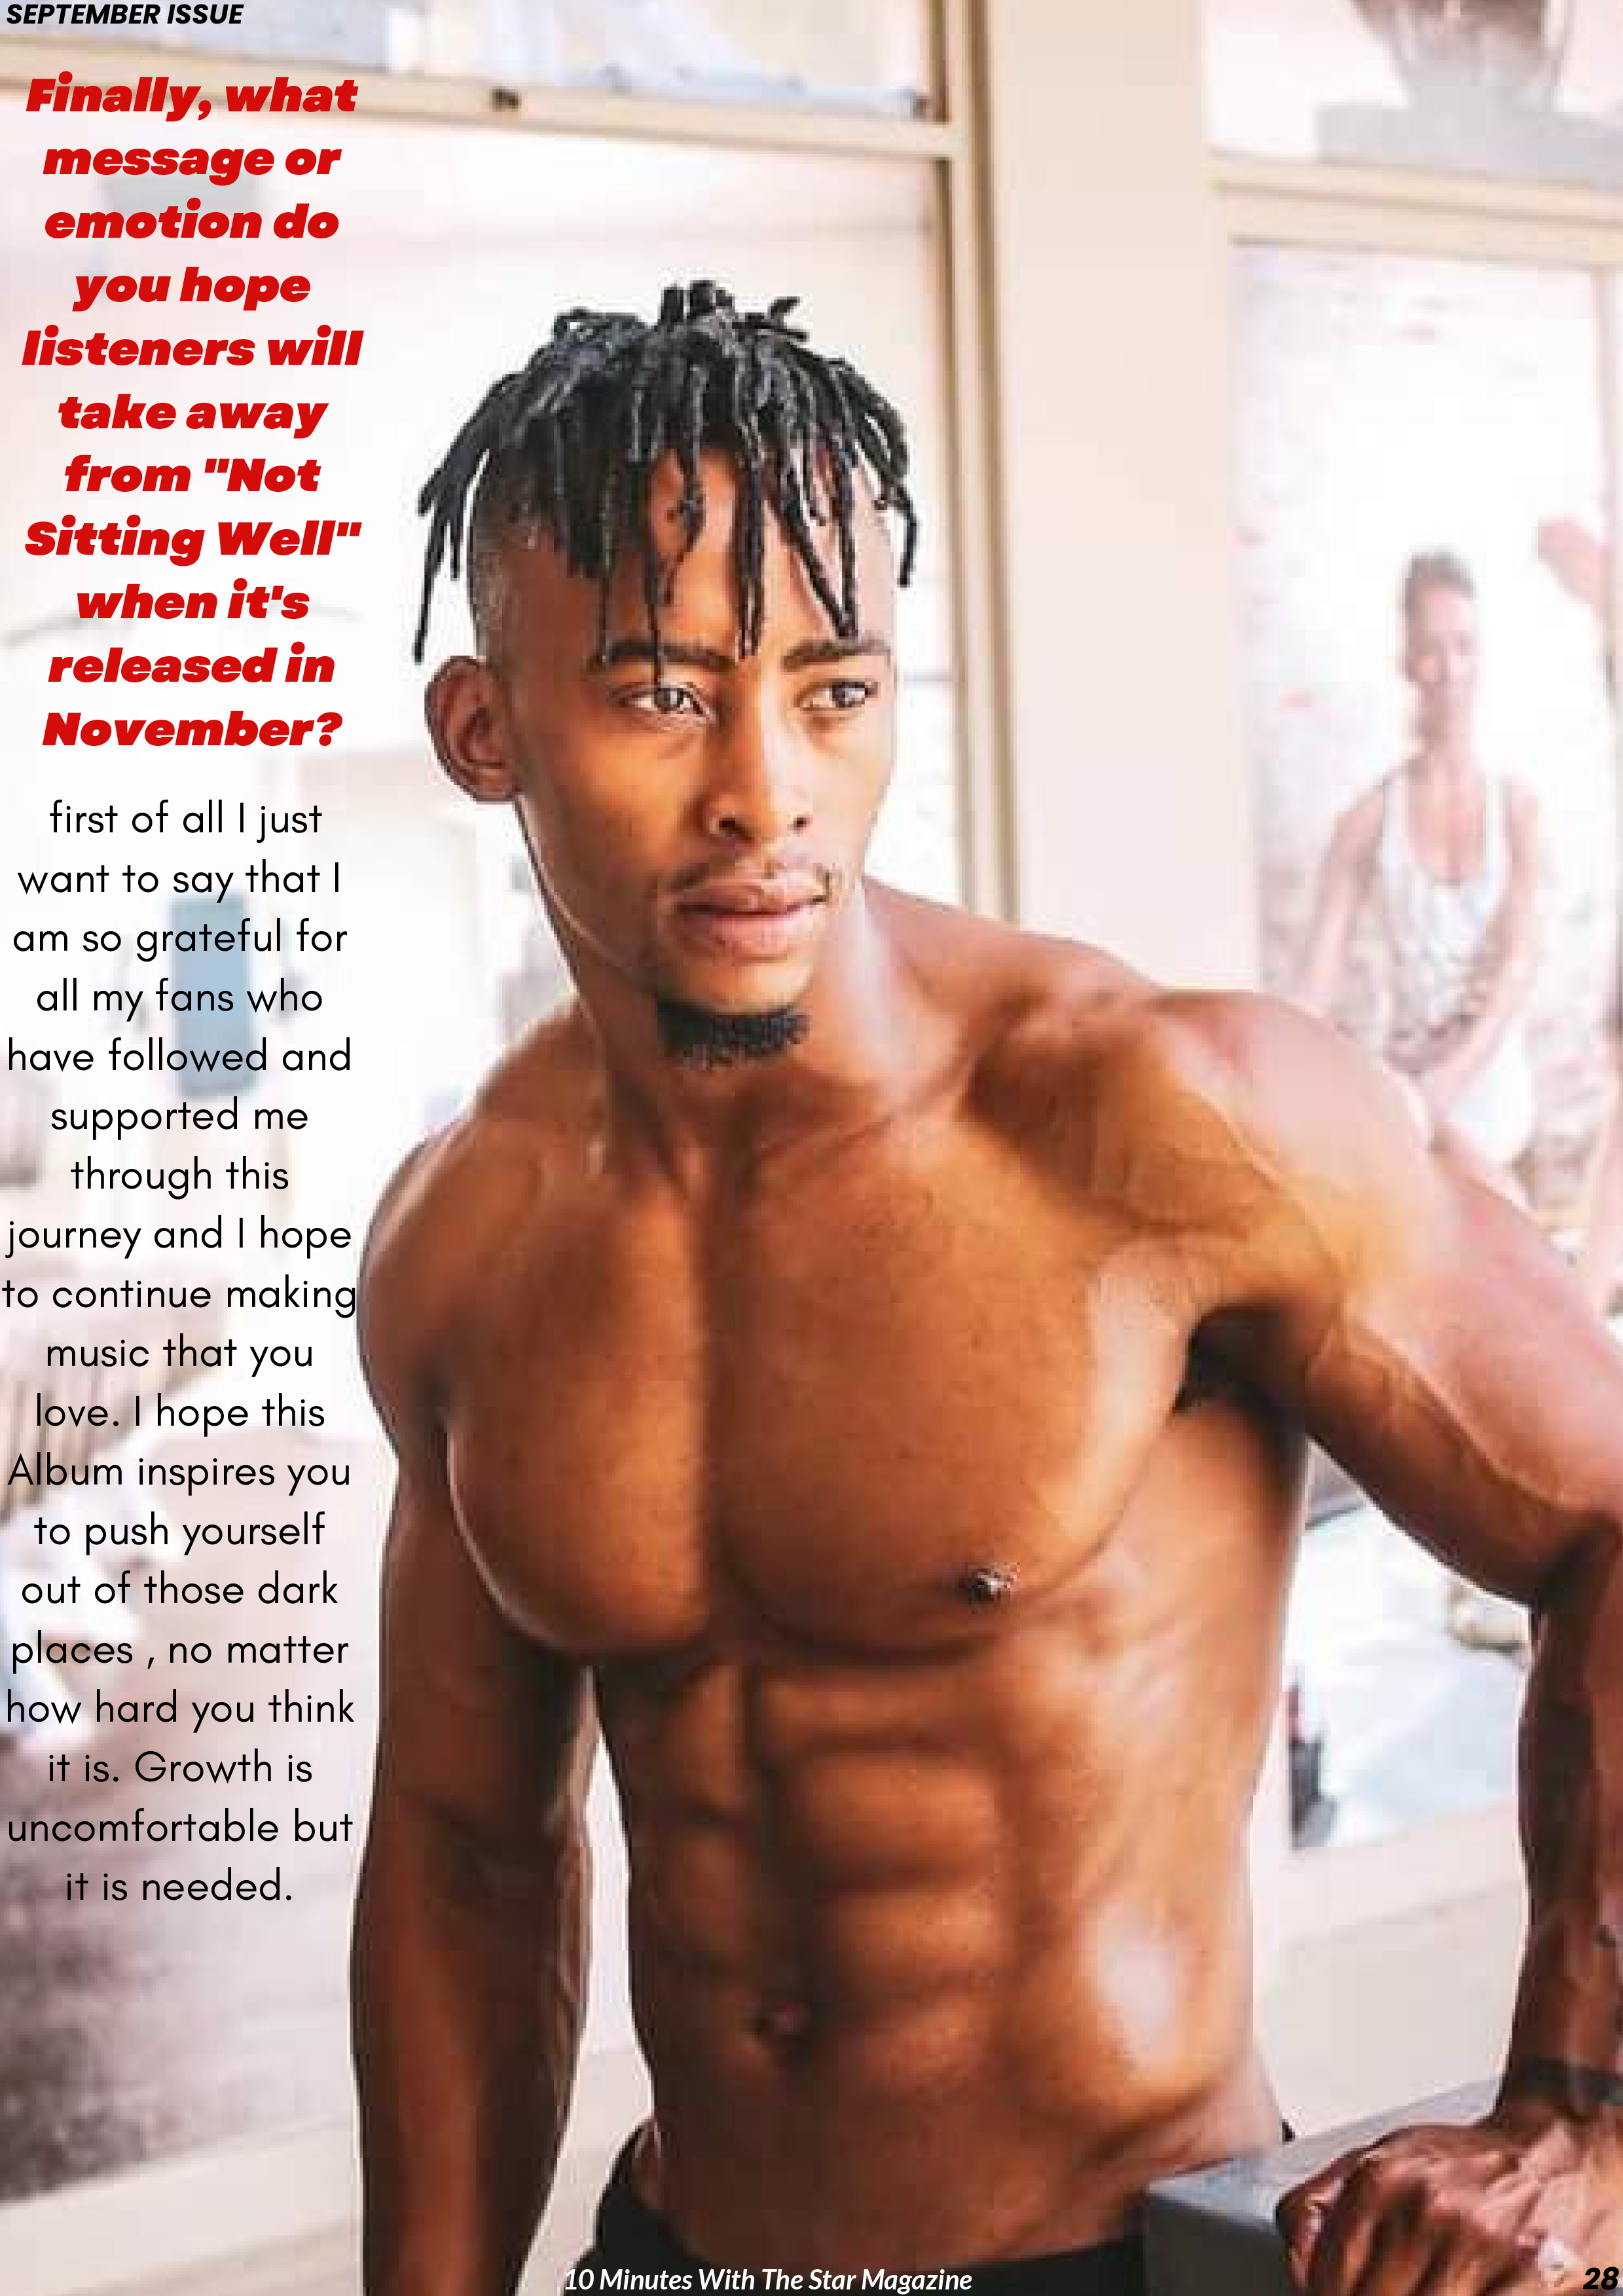 SEPTEMBER ISSUE
Finally, what
message or
emotion do
you hope
listeners will
take away
from "Not
Sitting Well"
when it's
released in
November?
first of all I just
want to say that I
am so grateful for
all my fans who
have followed and
supported me
through this
journey and I hope
to continue making
music that you
love. I hope this
Album inspires you
to push yourself
out of those dark
places , no matter
how hard you think
it is. Growth is
uncomfortable but
it is needed.
10 Minutes With The Star Magazine
28